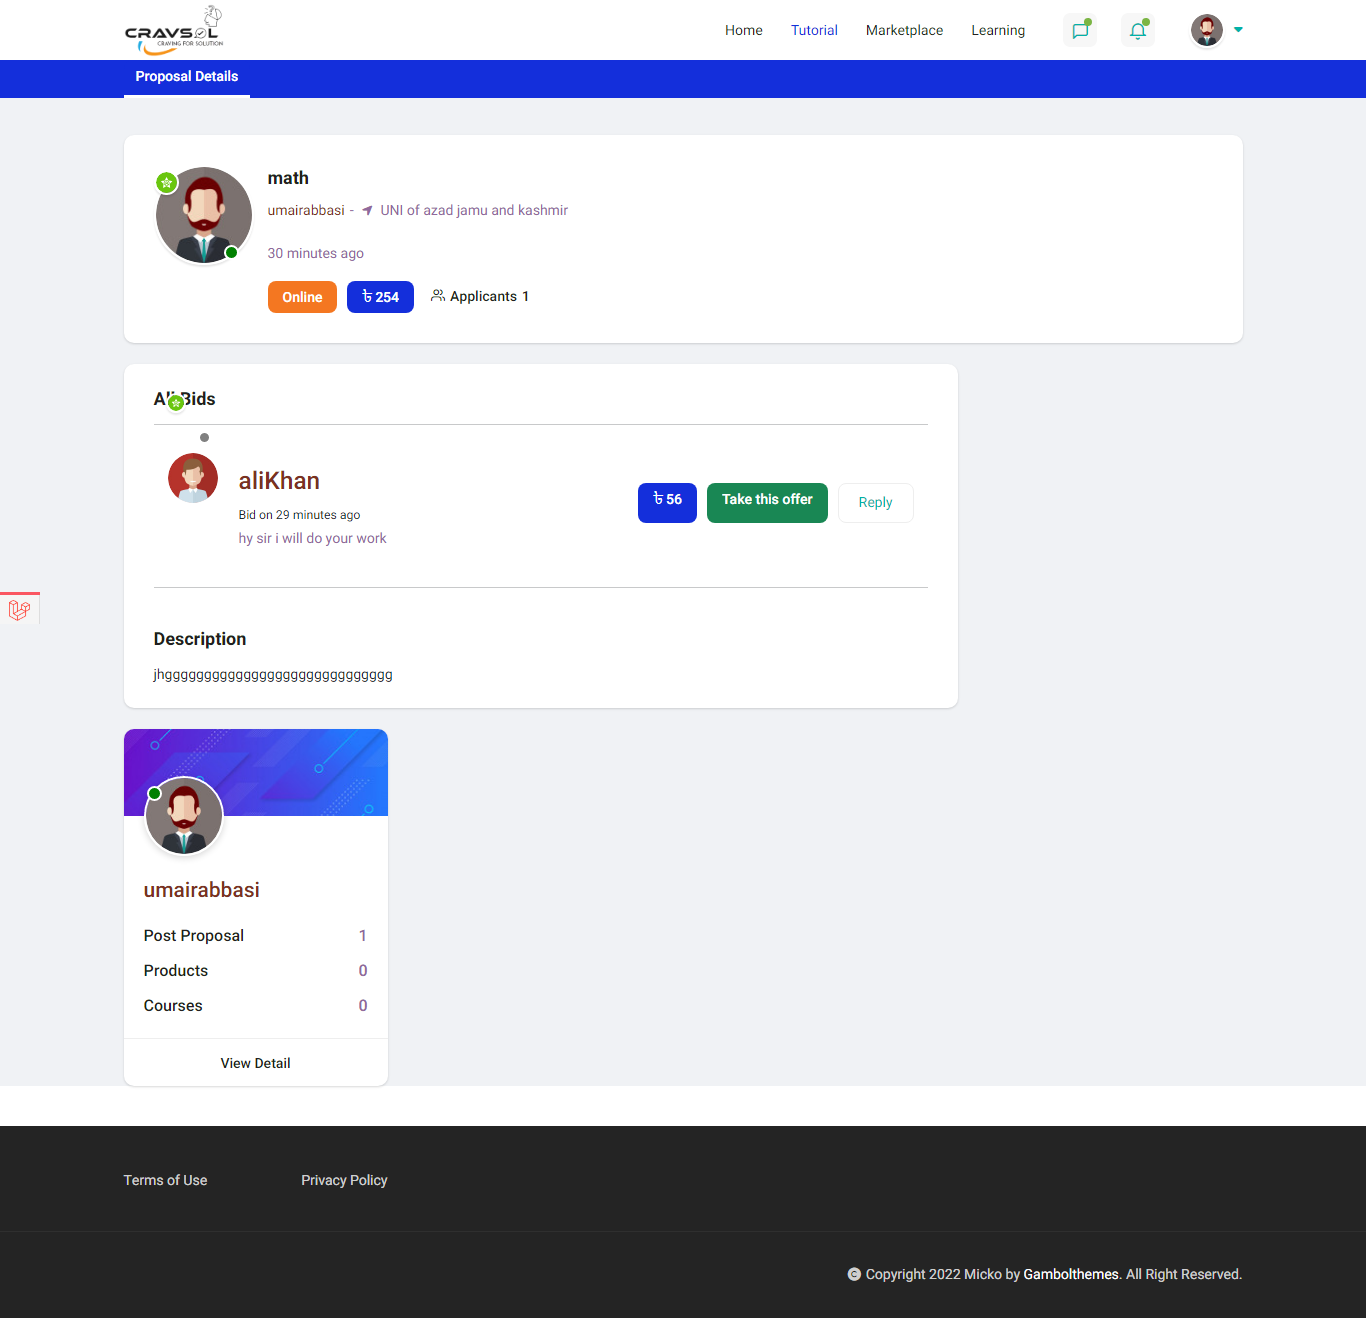 CRAVSOL
CRAVING FOR SOLUTION
Home
Tutorial
Marketplace
Learning
Proposal Details
math
umairabbasi - UNI of azad jamu and kashmir
30 minutes ago
Online
৳ 254
Applicants 1
All Bids
aliKhan
Bid on 29 minutes ago
hy sir i will do your work
৳ 56
Take this offer
Reply
Description
jhggggggggggggggggggggggggggggg
umairabbasi
Post Proposal 1
Products 0
Courses 0
View Detail
Terms of Use
Privacy Policy
© Copyright 2022 Micko by Gambolthemes. All Right Reserved.